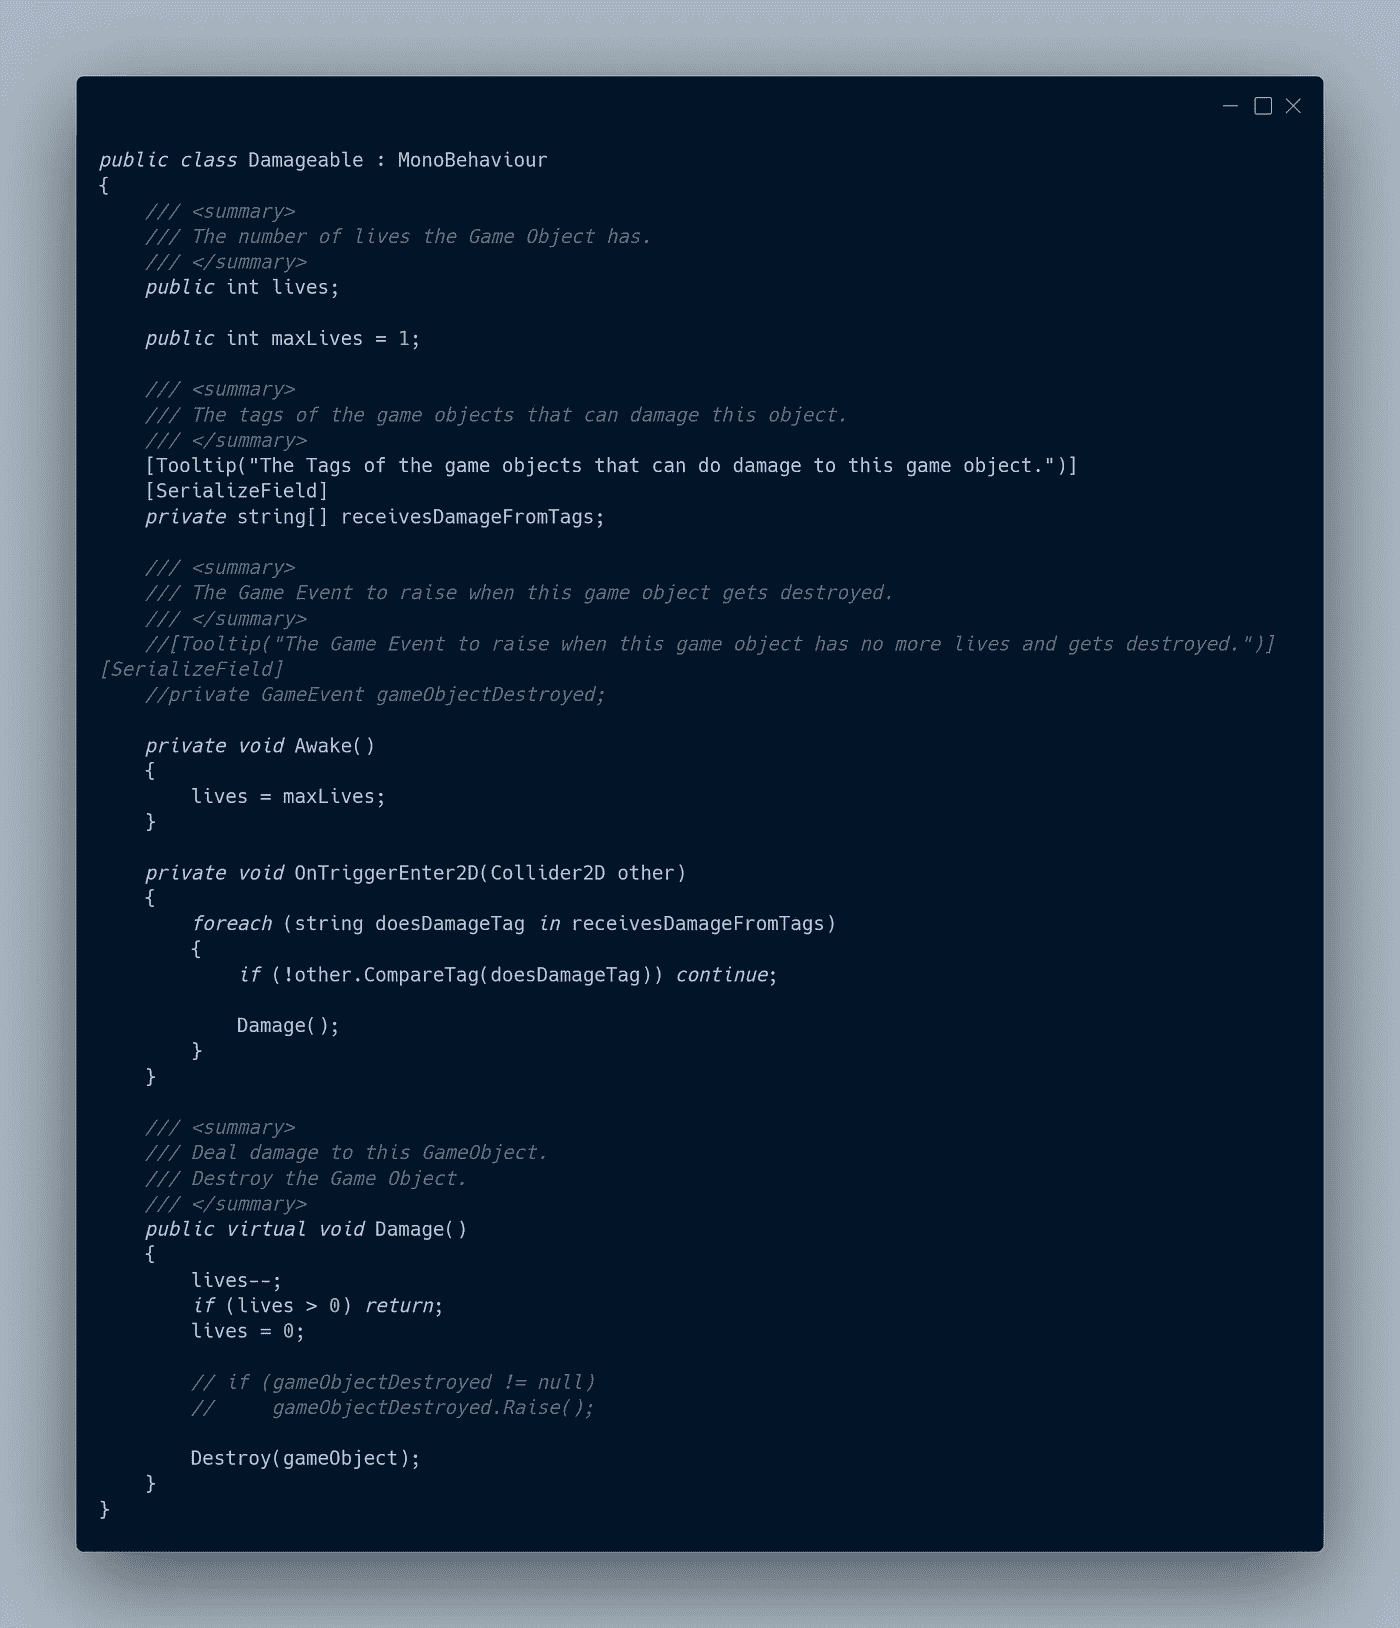 public class Damageable : MonoBehaviour
{
    /// <summary>
    /// The number of lives the Game Object has.
    /// </summary>
    public int lives;

    public int maxLives = 1;

    /// <summary>
    /// The tags of the game objects that can damage this object.
    /// </summary>
    [Tooltip("The Tags of the game objects that can do damage to this game object.")]
    [SerializeField]
    private string[] receivesDamageFromTags;

    /// <summary>
    /// The Game Event to raise when this game object gets destroyed.
    /// </summary>
    //[Tooltip("The Game Event to raise when this game object has no more lives and gets destroyed.")]
[SerializeField]
    //private GameEvent gameObjectDestroyed;

    private void Awake()
    {
        lives = maxLives;
    }

    private void OnTriggerEnter2D(Collider2D other)
    {
        foreach (string doesDamageTag in receivesDamageFromTags)
        {
            if (!other.CompareTag(doesDamageTag)) continue;

            Damage();
        }
    }

    /// <summary>
    /// Deal damage to this GameObject.
    /// Destroy the Game Object.
    /// </summary>
    public virtual void Damage()
    {
        lives--;
        if (lives > 0) return;
        lives = 0;

        // if (gameObjectDestroyed != null)
        //     gameObjectDestroyed.Raise();

        Destroy(gameObject);
    }
}